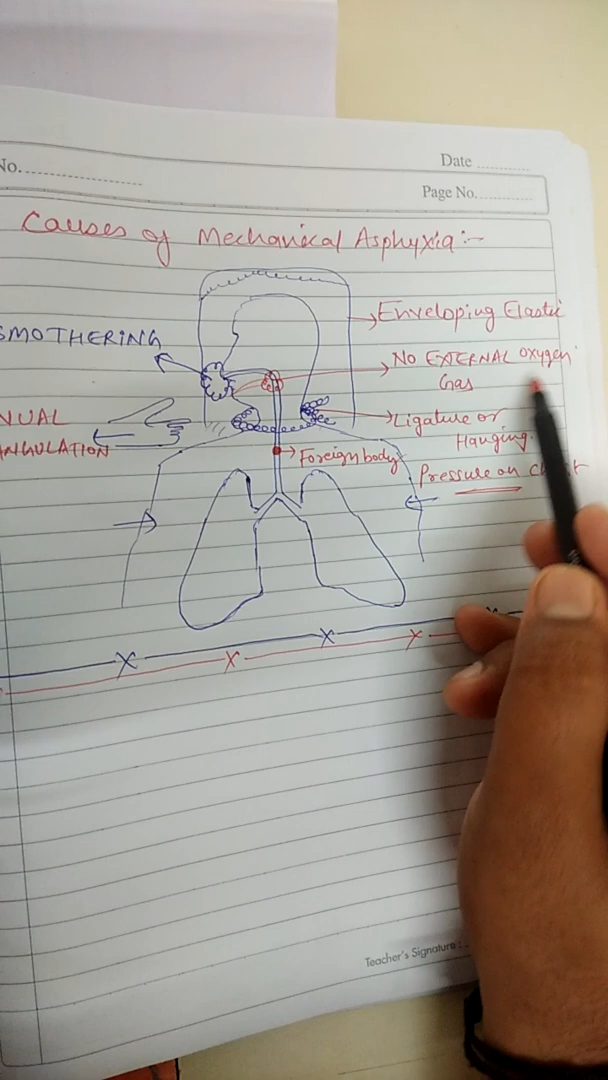 No.
Date
Page No.
Causes of Mechanical Asphyxia:-
Enveloping Elastic
SMOTHERING
NO EXTERNAL oxygen
Gas
NUAL
ANGULATION
Ligature or
Hanging.
Foreign body
Pressure on chest
Teacher's Signature :